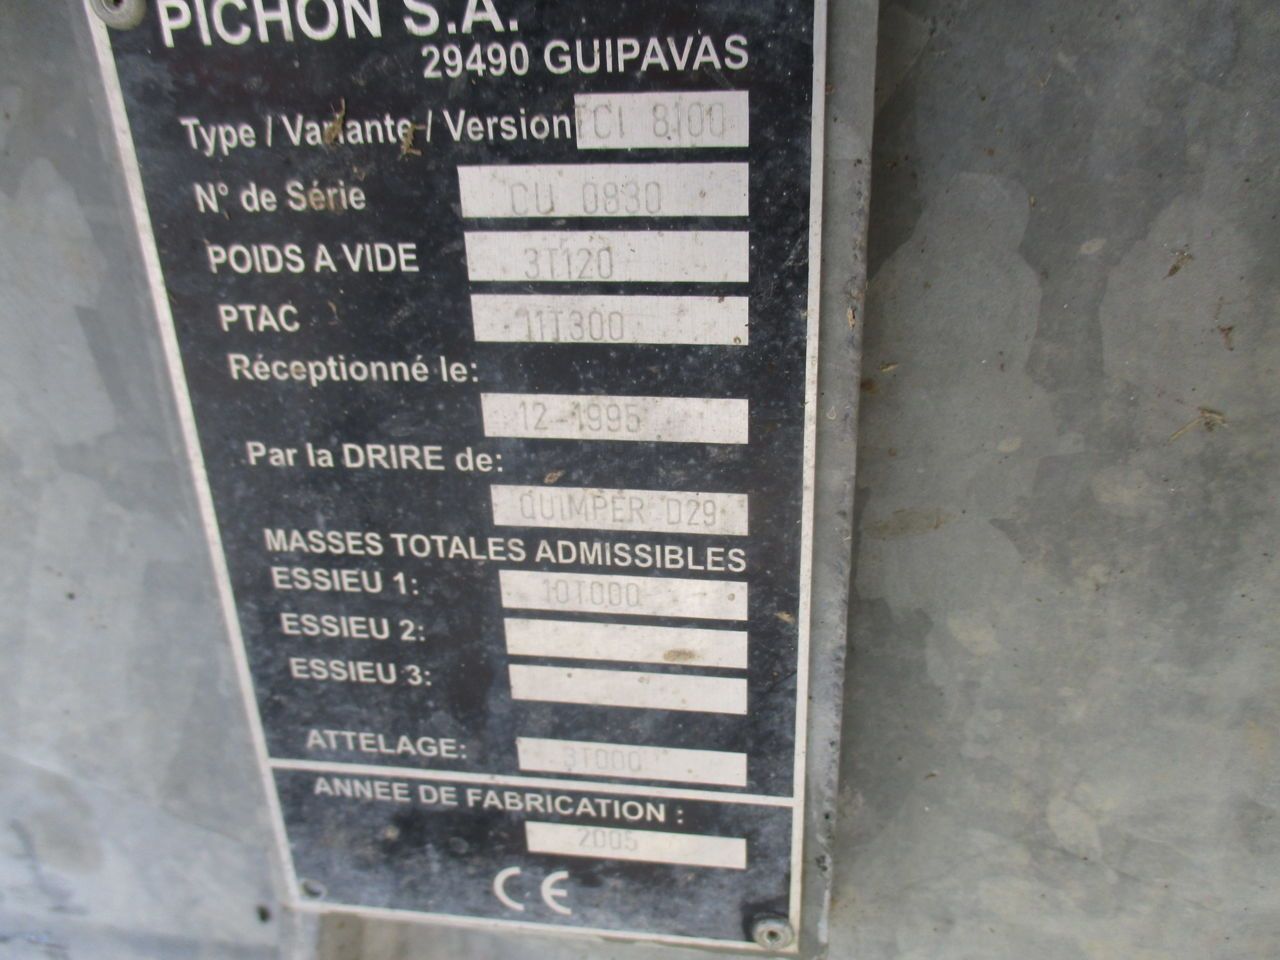 PICHON S.A.
29490 GUIPAVAS
Type / Variante / Version TCI 8100
N° de Série CU 0830
POIDS A VIDE 3T120
PTAC 11T300
Réceptionné le:
12-1995
Par la DRIRE de:
QUIMPER D29
MASSES TOTALES ADMISSIBLES
ESSIEU 1: 10T000
ESSIEU 2:
ESSIEU 3:
ATTELAGE: 3T000
ANNEE DE FABRICATION :
2005
CE